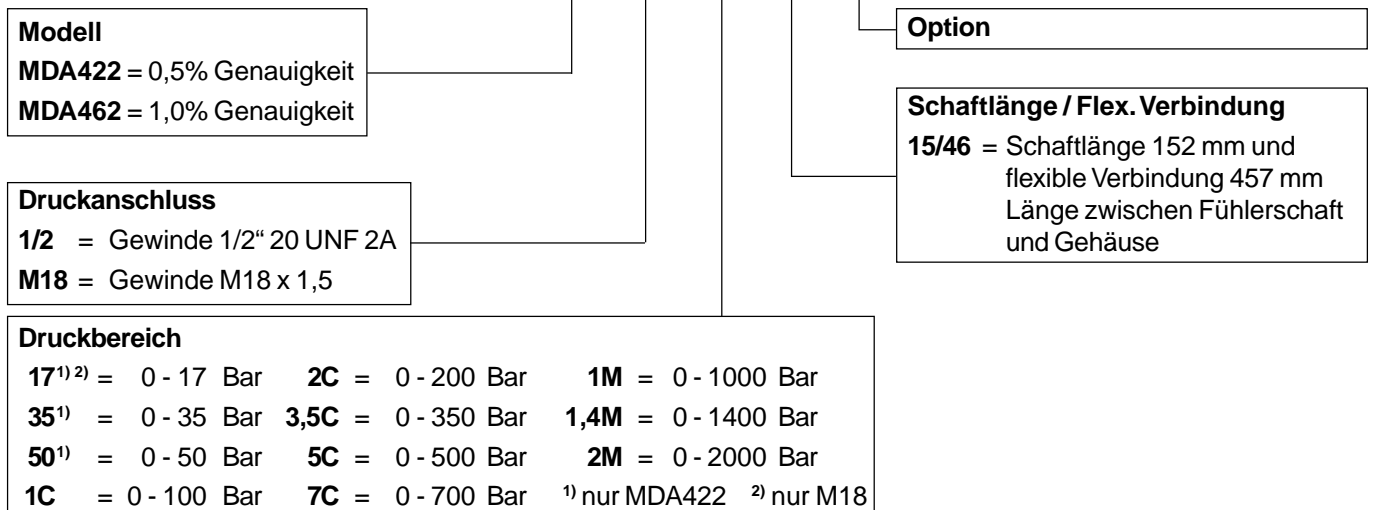 Modell
MDA422 = 0,5% Genauigkeit
MDA462 = 1,0% Genauigkeit
Option
Schaftlänge / Flex. Verbindung
15/46 = Schaftlänge 152 mm und
flexible Verbindung 457 mm
Länge zwischen Fühlerschaft
und Gehäuse
Druckanschluss
1/2 = Gewinde 1/2“ 20 UNF 2A
M18 = Gewinde M18 x 1,5
Druckbereich
17¹⁾ ²⁾ = 0 - 17 Bar 2C = 0 - 200 Bar 1M = 0 - 1000 Bar
35¹⁾ = 0 - 35 Bar 3,5C = 0 - 350 Bar 1,4M = 0 - 1400 Bar
50¹⁾ = 0 - 50 Bar 5C = 0 - 500 Bar 2M = 0 - 2000 Bar
1C = 0 - 100 Bar 7C = 0 - 700 Bar ¹⁾ nur MDA422 ²⁾ nur M18